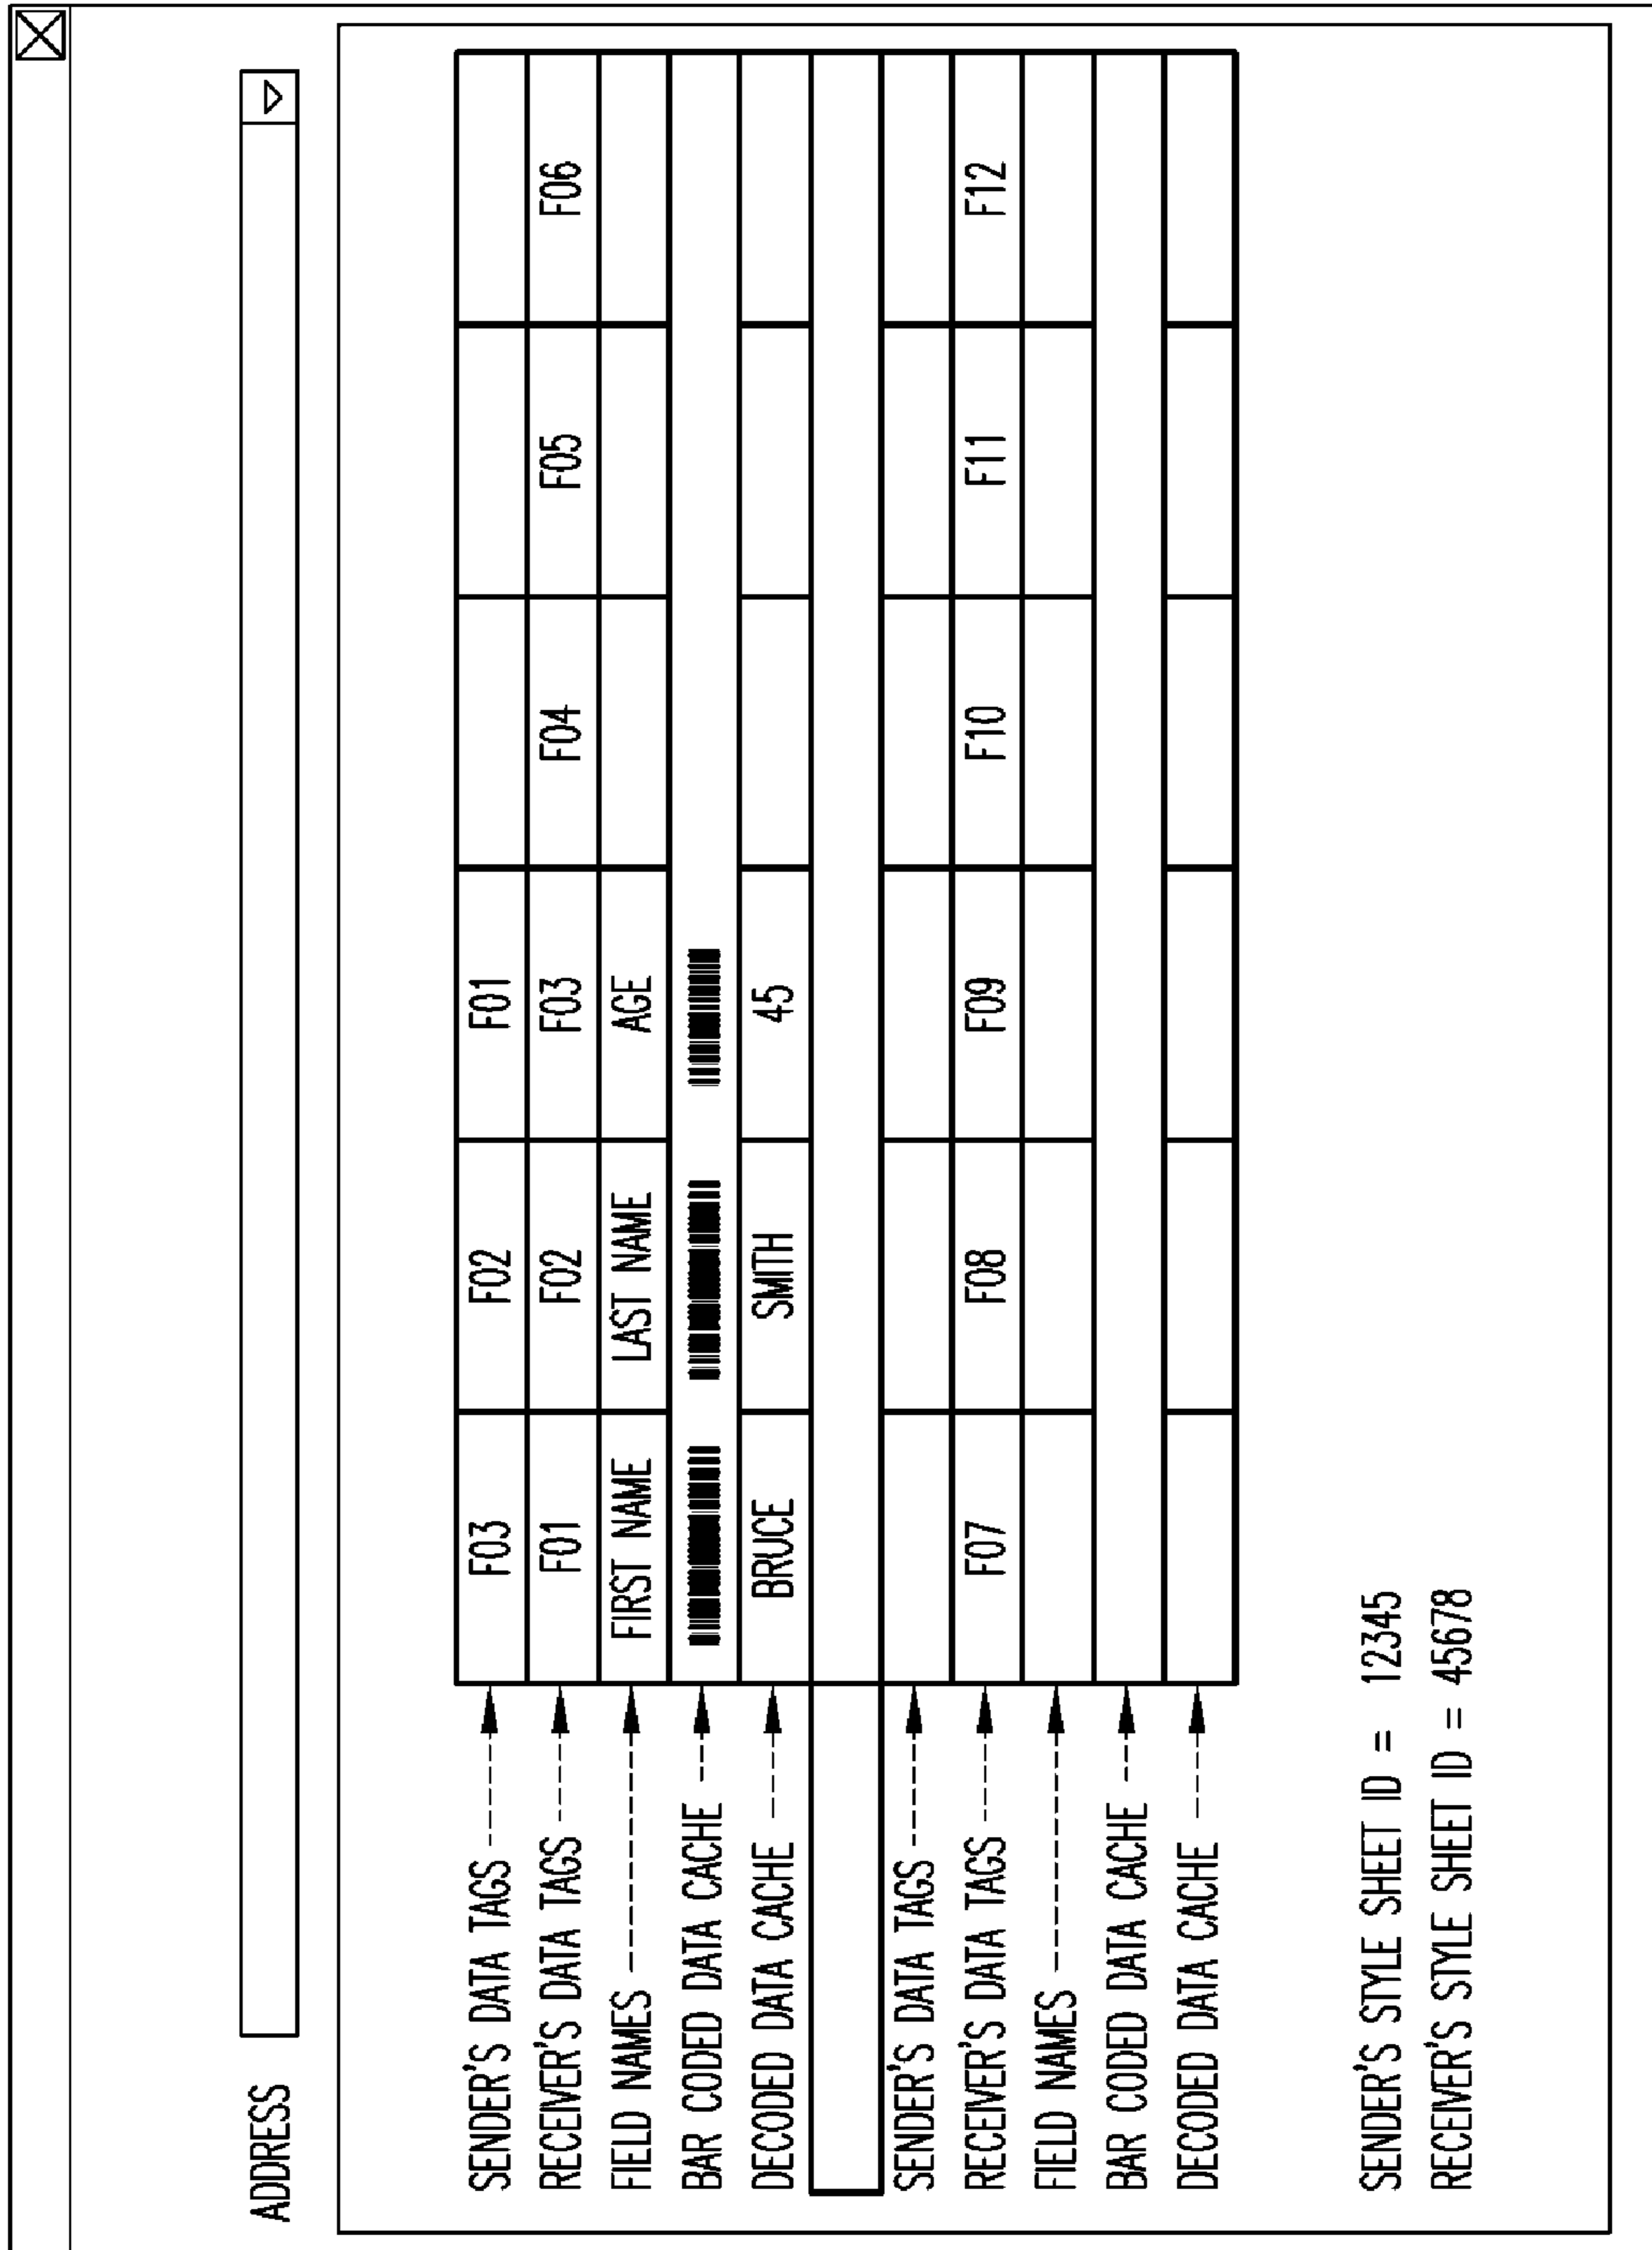 ADDRESS
SENDER'S DATA TAGS F03 F02 F01
RECEIVER'S DATA TAGS F01 F02 F03 F04 F05 F06
FIELD NAMES FIRST NAME LAST NAME AGE
BAR CODED DATA CACHE
DECODED DATA CACHE BRUCE SMITH 45
SENDER'S DATA TAGS
RECEIVER'S DATA TAGS F07 F08 F09 F10 F11 F12
FIELD NAMES
BAR CODED DATA CACHE
DECODED DATA CACHE
SENDER'S STYLE SHEET ID = 12345
RECEIVER'S STYLE SHEET ID = 45678